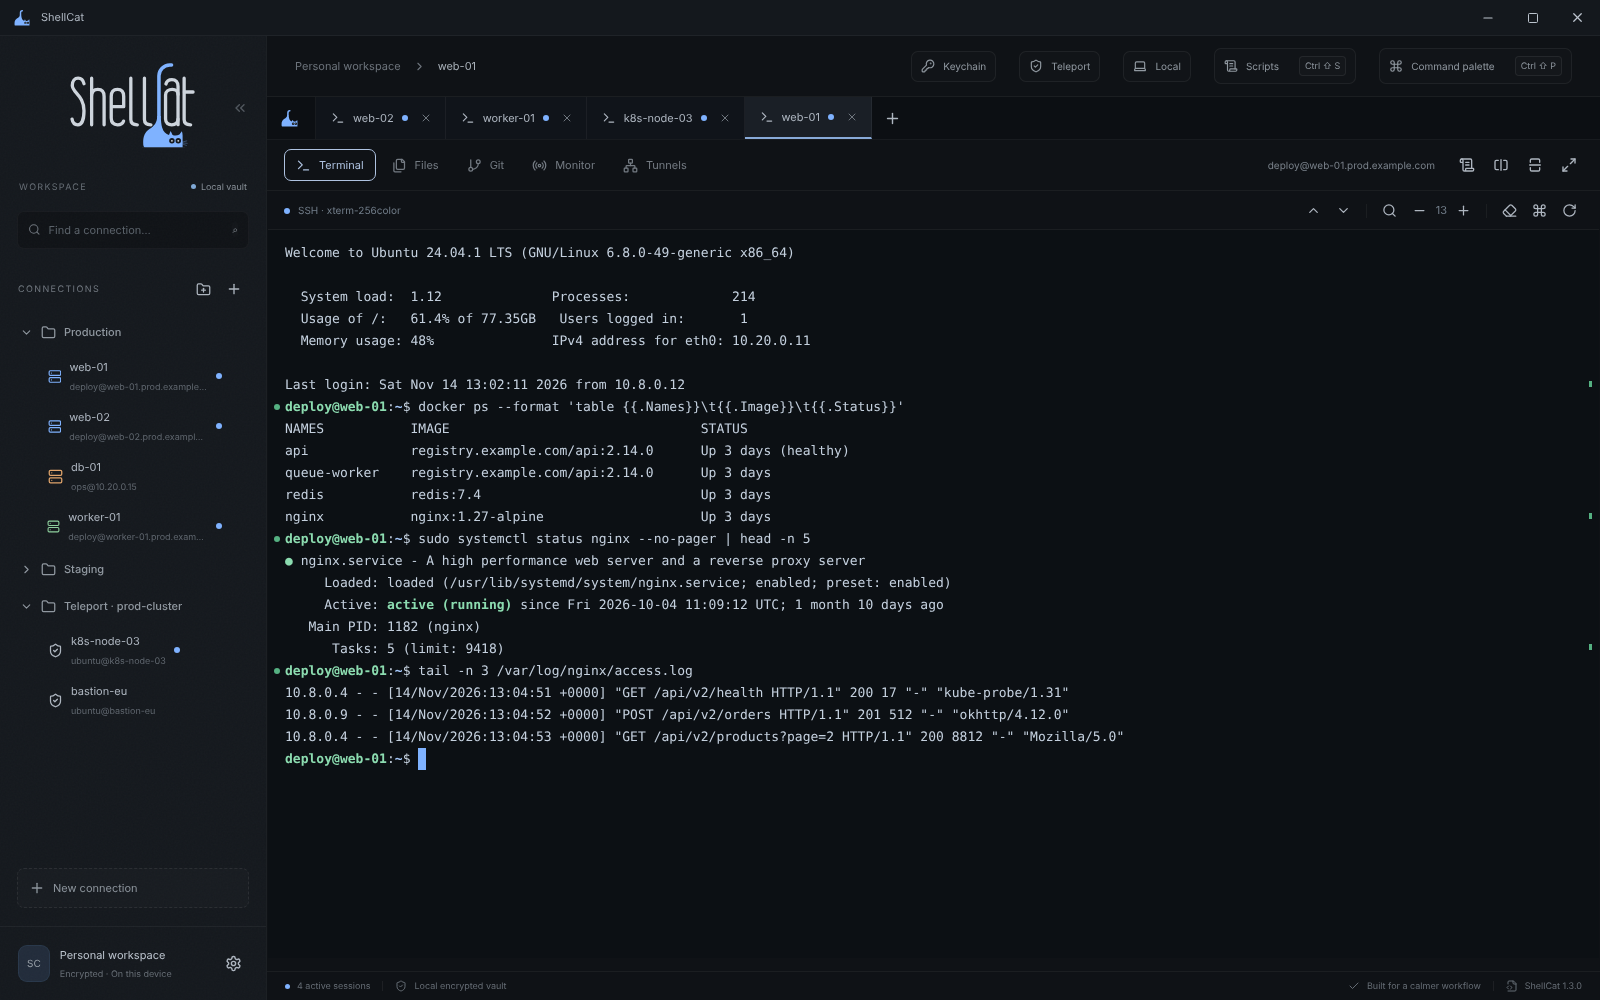 ShellCat
ShellCat
WORKSPACE
Local vault
Find a connection...
CONNECTIONS
Production
web-01
deploy@web-01.prod.example...
web-02
deploy@web-02.prod.exampl...
db-01
ops@10.20.0.15
worker-01
deploy@worker-01.prod.exam...
Staging
Teleport · prod-cluster
k8s-node-03
ubuntu@k8s-node-03
bastion-eu
ubuntu@bastion-eu
New connection
SC
Personal workspace
Encrypted · On this device
Personal workspace > web-01
Keychain
Teleport
Local
Scripts Ctrl ⇧ S
Command palette Ctrl ⇧ P
web-02
worker-01
k8s-node-03
web-01
Terminal
Files
Git
Monitor
Tunnels
deploy@web-01.prod.example.com
SSH · xterm-256color
13
Welcome to Ubuntu 24.04.1 LTS (GNU/Linux 6.8.0-49-generic x86_64)
System load:  1.12              Processes:             214
Usage of /:   61.4% of 77.35GB   Users logged in:       1
Memory usage: 48%               IPv4 address for eth0: 10.20.0.11
Last login: Sat Nov 14 13:02:11 2026 from 10.8.0.12
deploy@web-01:~$ docker ps --format 'table {{.Names}}\t{{.Image}}\t{{.Status}}'
NAMES           IMAGE                                STATUS
api             registry.example.com/api:2.14.0      Up 3 days (healthy)
queue-worker    registry.example.com/api:2.14.0      Up 3 days
redis           redis:7.4                            Up 3 days
nginx           nginx:1.27-alpine                    Up 3 days
deploy@web-01:~$ sudo systemctl status nginx --no-pager | head -n 5
● nginx.service - A high performance web server and a reverse proxy server
Loaded: loaded (/usr/lib/systemd/system/nginx.service; enabled; preset: enabled)
Active: active (running) since Fri 2026-10-04 11:09:12 UTC; 1 month 10 days ago
Main PID: 1182 (nginx)
Tasks: 5 (limit: 9418)
deploy@web-01:~$ tail -n 3 /var/log/nginx/access.log
10.8.0.4 - - [14/Nov/2026:13:04:51 +0000] "GET /api/v2/health HTTP/1.1" 200 17 "-" "kube-probe/1.31"
10.8.0.9 - - [14/Nov/2026:13:04:52 +0000] "POST /api/v2/orders HTTP/1.1" 201 512 "-" "okhttp/4.12.0"
10.8.0.4 - - [14/Nov/2026:13:04:53 +0000] "GET /api/v2/products?page=2 HTTP/1.1" 200 8812 "-" "Mozilla/5.0"
deploy@web-01:~$
4 active sessions
Local encrypted vault
Built for a calmer workflow
ShellCat 1.3.0